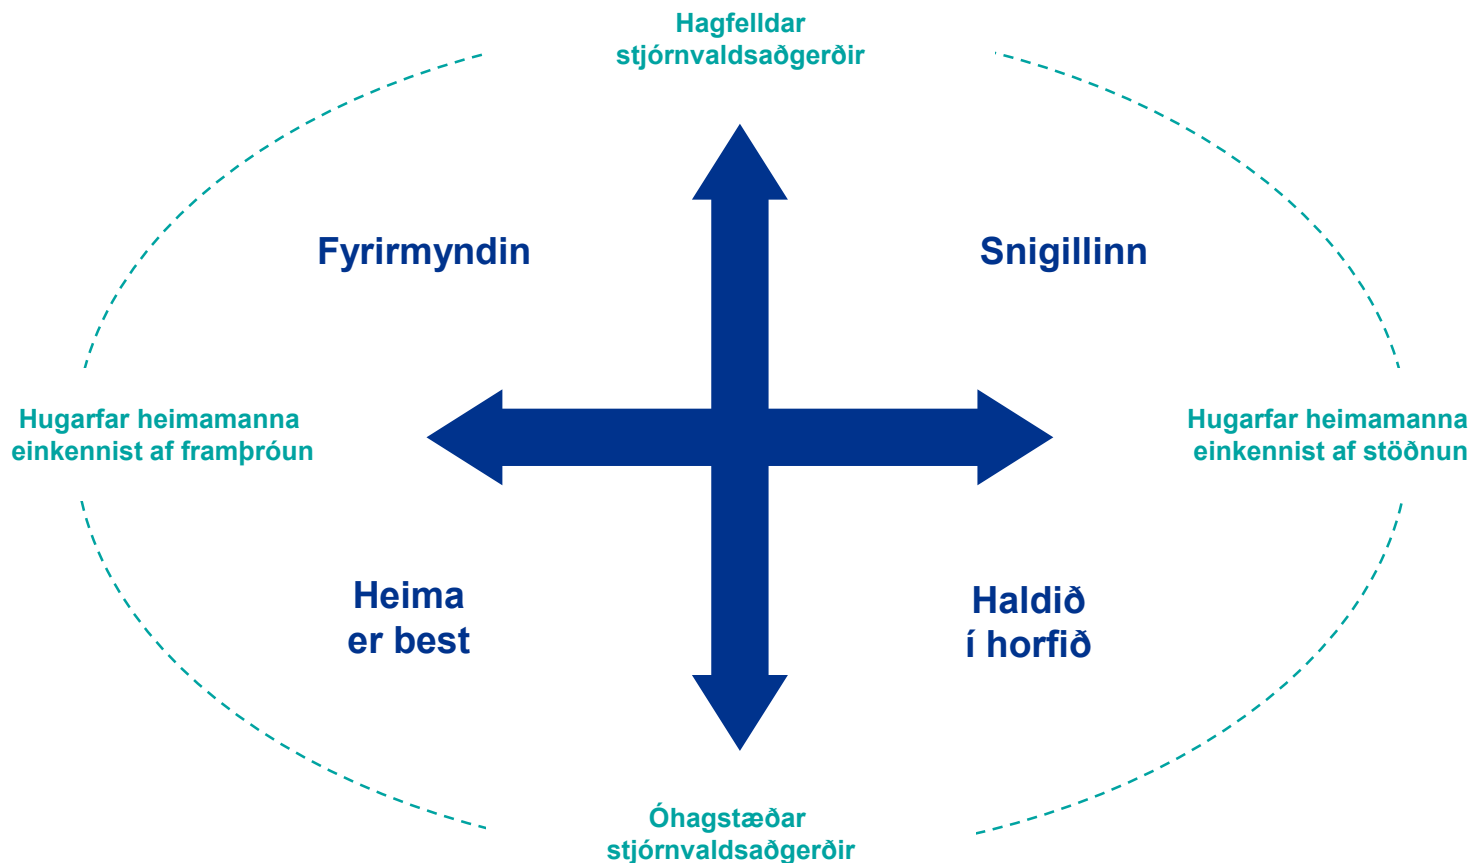 Hagfelldar
stjórnvaldsaðgerðir
Fyrirmyndin
Snigillinn
Hugarfar heimamanna
einkennist af framþróun
Hugarfar heimamanna
einkennist af stöðnun
Heima
er best
Haldið
í horfið
Óhagstæðar
stjórnvaldsaðgerðir